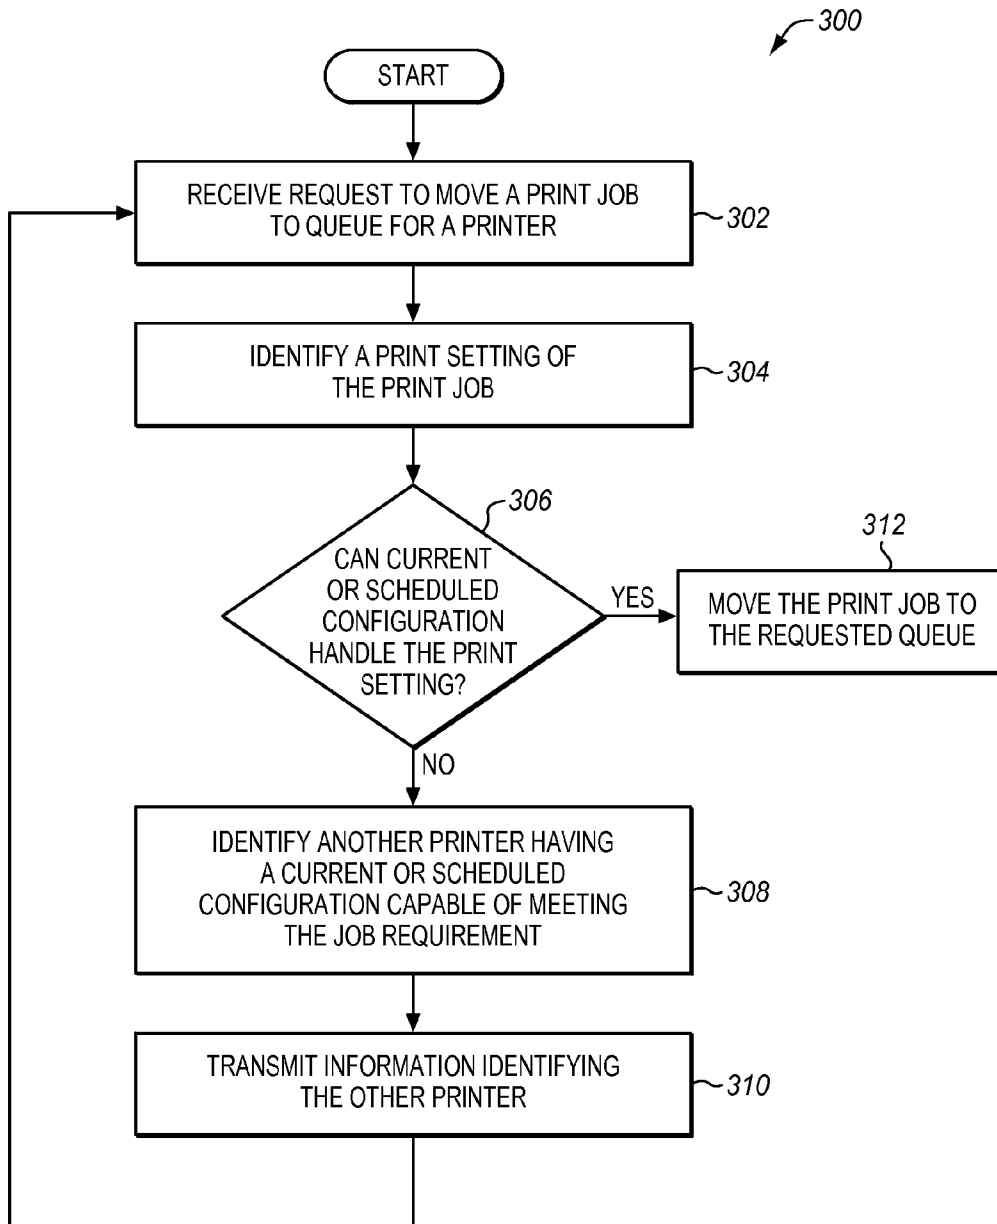 300
START
RECEIVE REQUEST TO MOVE A PRINT JOB
TO QUEUE FOR A PRINTER
302
IDENTIFY A PRINT SETTING OF
THE PRINT JOB
304
306
CAN CURRENT
OR SCHEDULED
CONFIGURATION
HANDLE THE PRINT
SETTING?
YES
312
MOVE THE PRINT JOB TO
THE REQUESTED QUEUE
NO
IDENTIFY ANOTHER PRINTER HAVING
A CURRENT OR SCHEDULED
CONFIGURATION CAPABLE OF MEETING
THE JOB REQUIREMENT
308
TRANSMIT INFORMATION IDENTIFYING
THE OTHER PRINTER
310